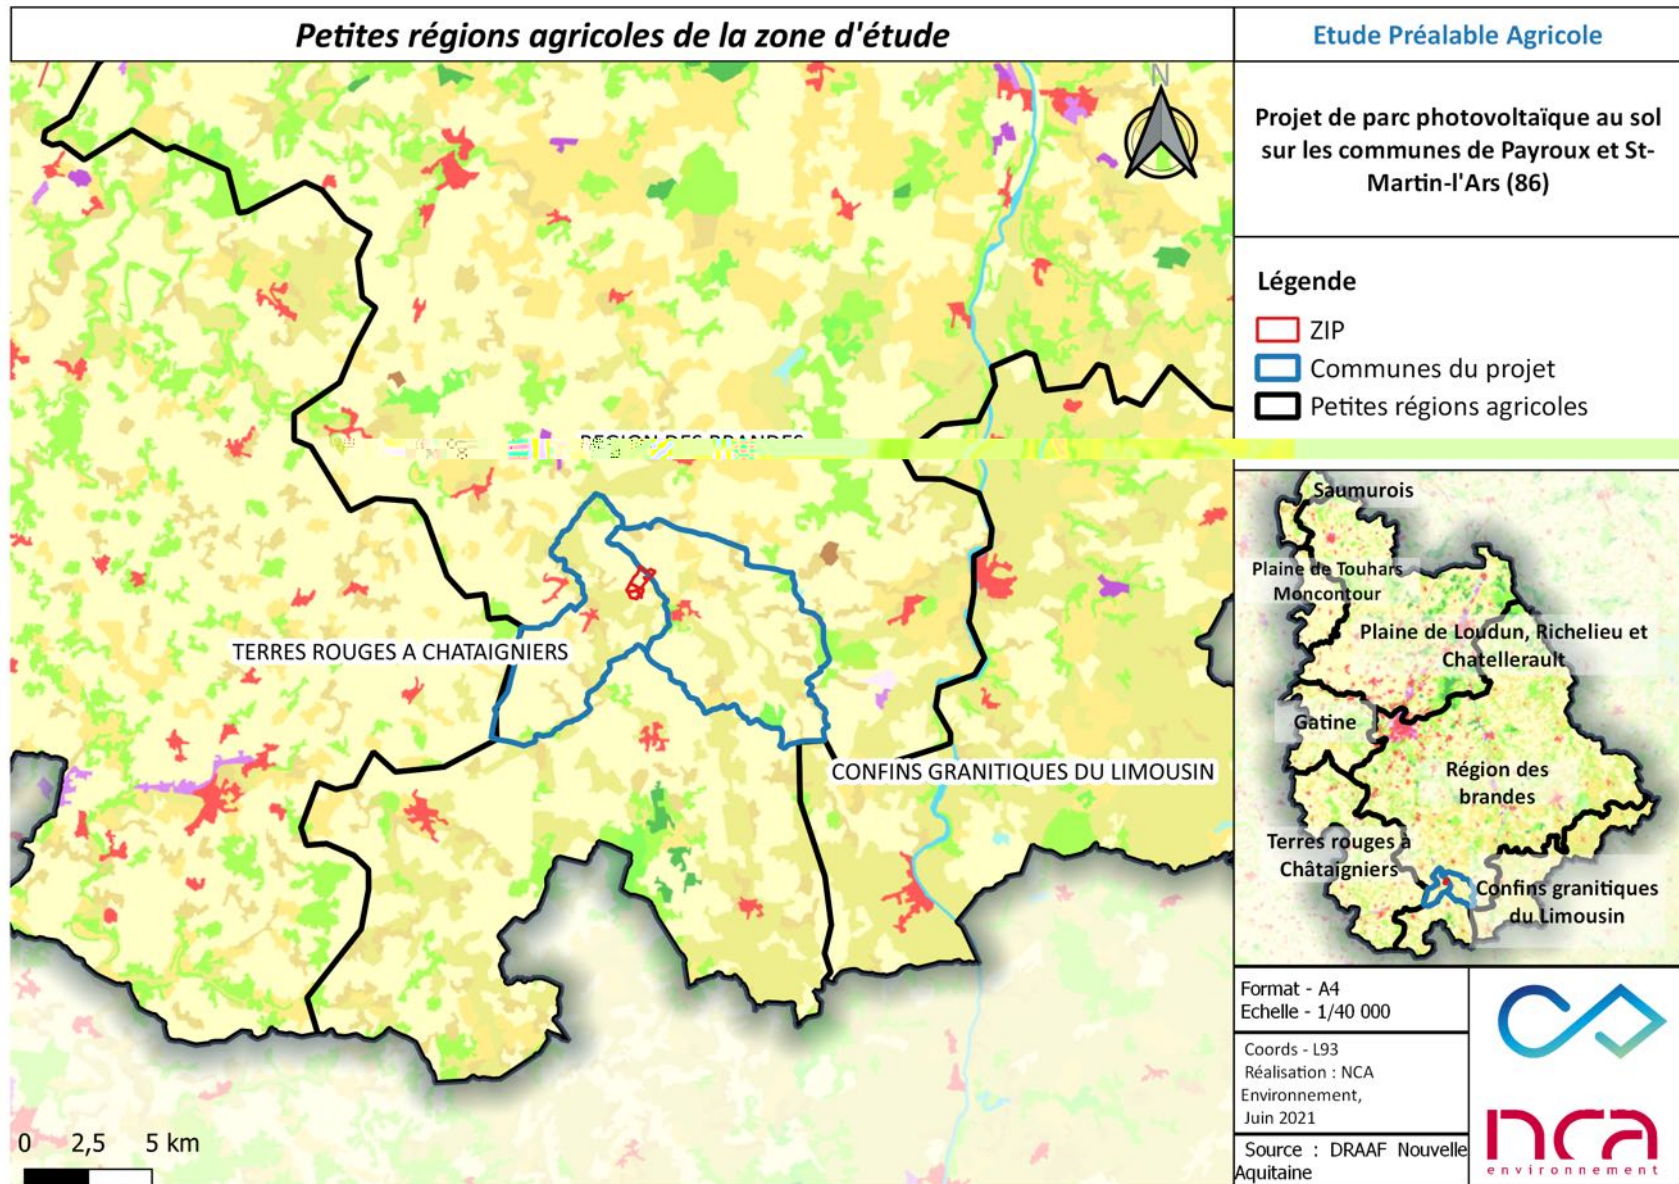 Petites régions agricoles de la zone d'étude
Etude Préalable Agricole
Projet de parc photovoltaïque au sol
sur les communes de Payroux et St-
Martin-l'Ars (86)
N
Légende
ZIP
Communes du projet
Petites régions agricoles
REGION DES BRANDES
TERRES ROUGES A CHATAIGNIERS
CONFINS GRANITIQUES DU LIMOUSIN
0 2,5 5 km
Saumurois
Plaine de Touhars
Moncontour
Plaine de Loudun, Richelieu et
Chatellerault
Gatine
Région des
brandes
Terres rouges à
Châtaigniers
Confins granitiques
du Limousin
Format - A4
Echelle - 1/40 000
Coords - L93
Réalisation : NCA
Environnement,
Juin 2021
Source : DRAAF Nouvelle
Aquitaine
nca
environnement